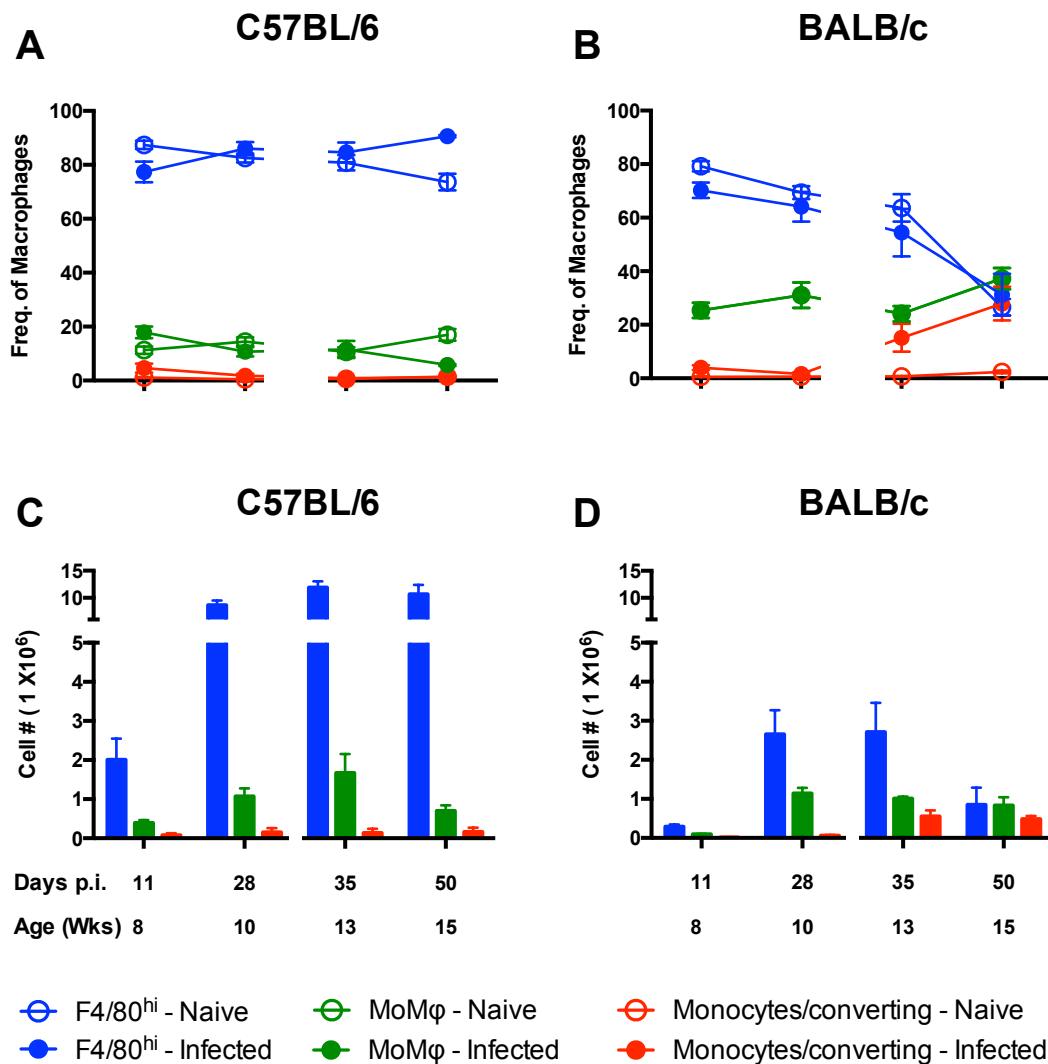 A C57BL/6
B BALB/c
Freq. of Macrophages
100
80
60
40
20
0
Freq. of Macrophages
100
80
60
40
20
0
C C57BL/6
D BALB/c
Cell # ( 1 X10⁶)
15
10
5
4
3
2
1
0
Cell # ( 1 X10⁶)
15
10
5
4
3
2
1
0
Days p.i. 11 28 35 50 11 28 35 50
Age (Wks) 8 10 13 15 8 10 13 15
F4/80ʰⁱ - Naive MoMφ - Naive Monocytes/converting - Naive
F4/80ʰⁱ - Infected MoMφ - Infected Monocytes/converting - Infected